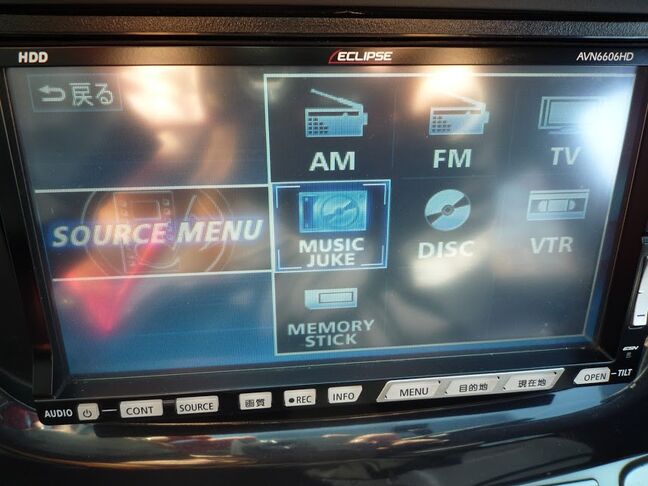 HDD
ECLIPSE
AVN6606HD
戻る
AM
FM
TV
SOURCE MENU
MUSIC
JUKE
DISC
VTR
MEMORY
STICK
ESN
AUDIO
CONT
SOURCE
画質
●REC
INFO
MENU
目的地
現在地
OPEN
TILT